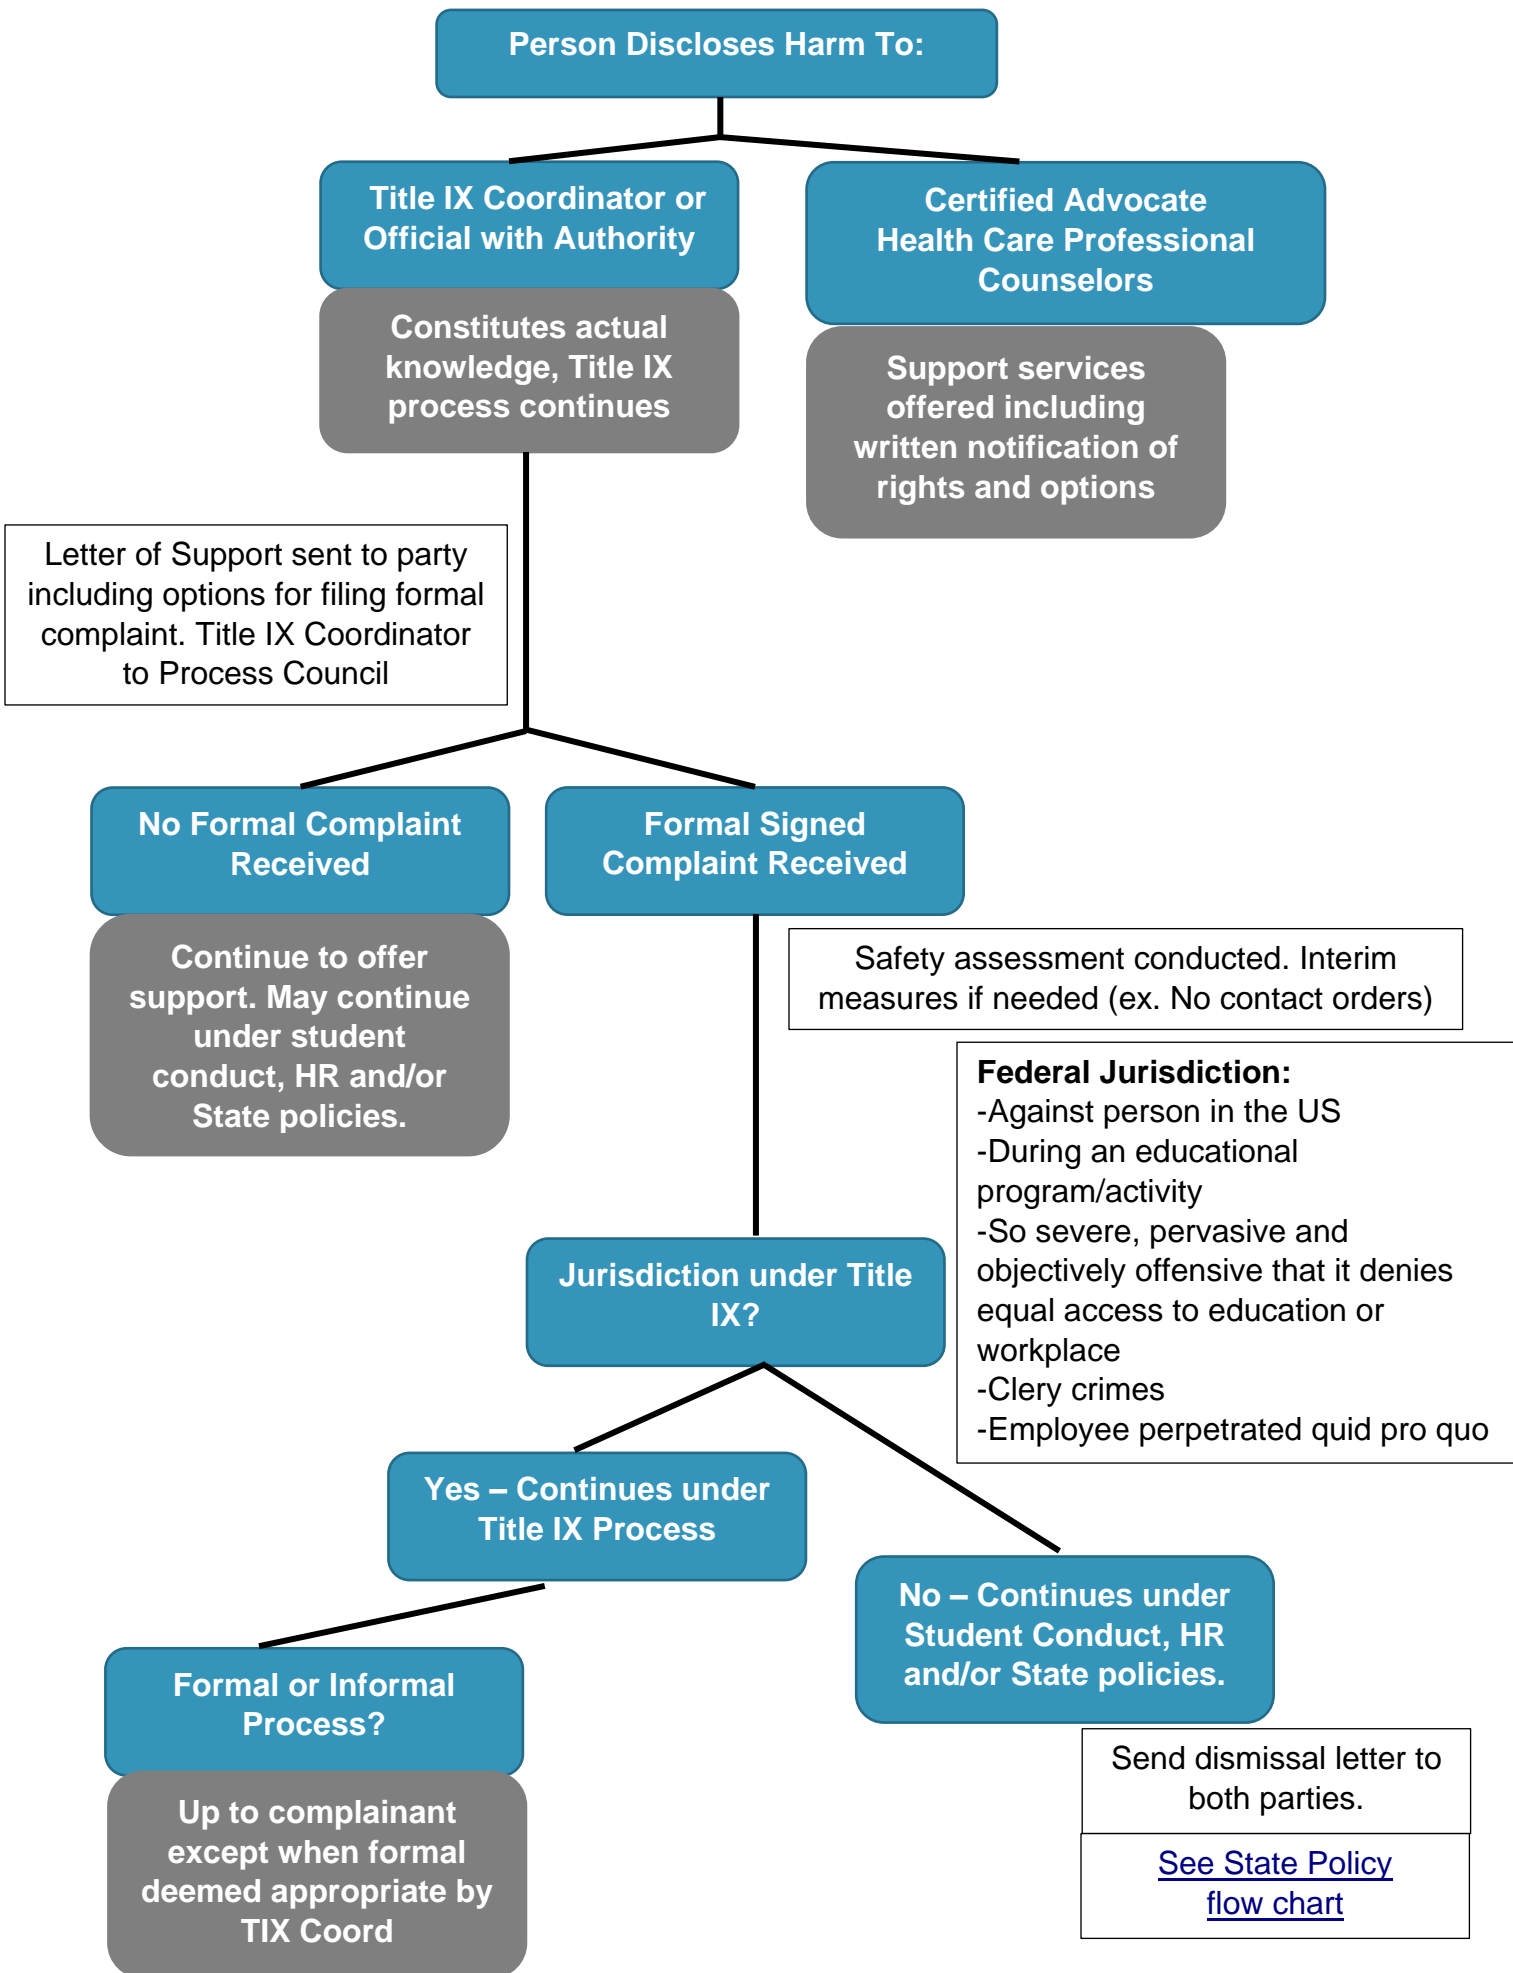 Person Discloses Harm To:
Title IX Coordinator or
Official with Authority
Constitutes actual
knowledge, Title IX
process continues
Certified Advocate
Health Care Professional
Counselors
Support services
offered including
written notification of
rights and options
Letter of Support sent to party
including options for filing formal
complaint. Title IX Coordinator
to Process Council
No Formal Complaint
Received
Continue to offer
support. May continue
under student
conduct, HR and/or
State policies.
Formal Signed
Complaint Received
Safety assessment conducted. Interim
measures if needed (ex. No contact orders)
Federal Jurisdiction:
-Against person in the US
-During an educational
program/activity
-So severe, pervasive and
objectively offensive that it denies
equal access to education or
workplace
-Clery crimes
-Employee perpetrated quid pro quo
Jurisdiction under Title
IX?
Yes – Continues under
Title IX Process
No – Continues under
Student Conduct, HR
and/or State policies.
Formal or Informal
Process?
Up to complainant
except when formal
deemed appropriate by
TIX Coord
Send dismissal letter to
both parties.
See State Policy
flow chart